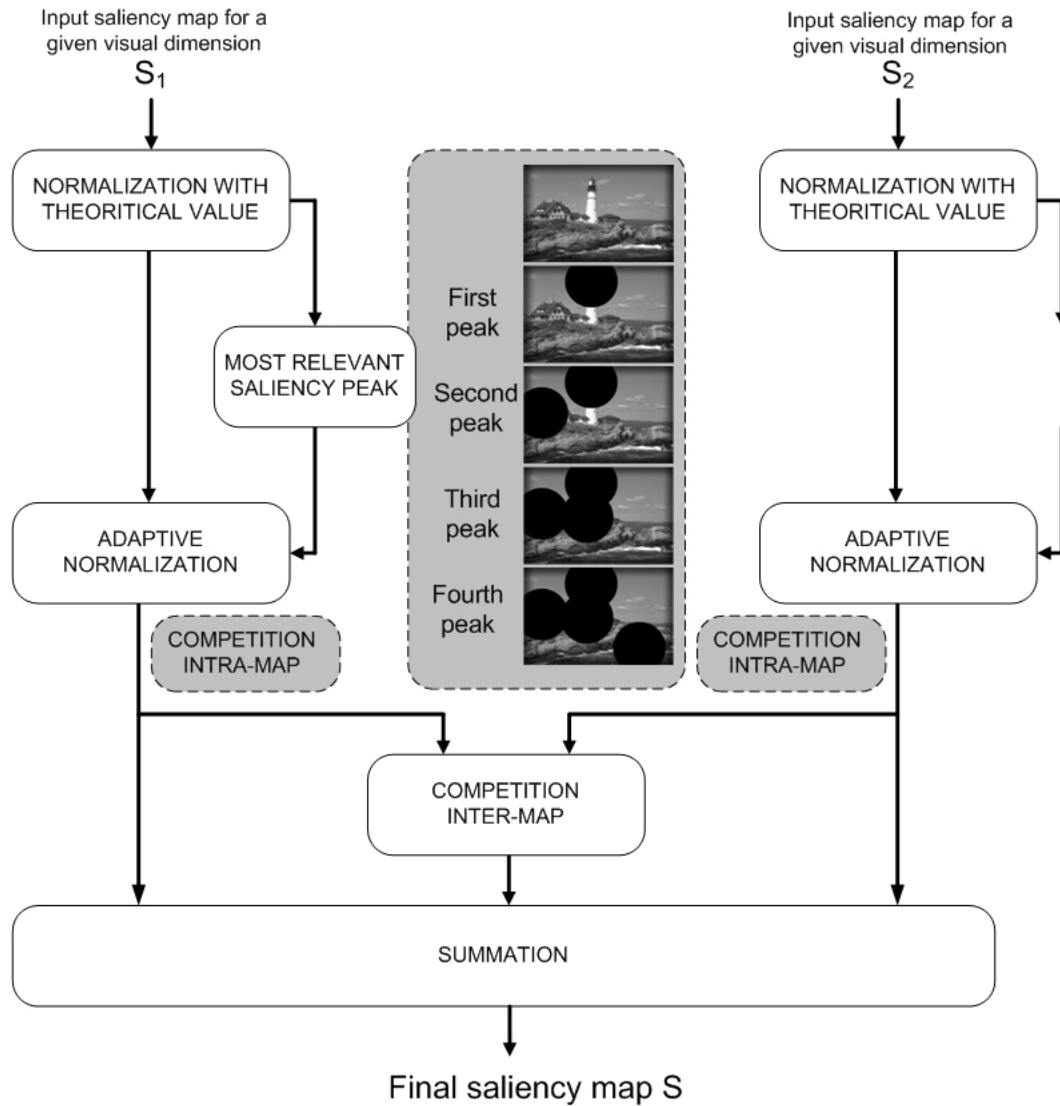 Input saliency map for a
given visual dimension
S1
Input saliency map for a
given visual dimension
S2
NORMALIZATION WITH
THEORITICAL VALUE
NORMALIZATION WITH
THEORITICAL VALUE
First
peak
MOST RELEVANT
SALIENCY PEAK
Second
peak
Third
peak
ADAPTIVE
NORMALIZATION
ADAPTIVE
NORMALIZATION
Fourth
peak
COMPETITION
INTRA-MAP
COMPETITION
INTRA-MAP
COMPETITION
INTER-MAP
SUMMATION
Final saliency map S